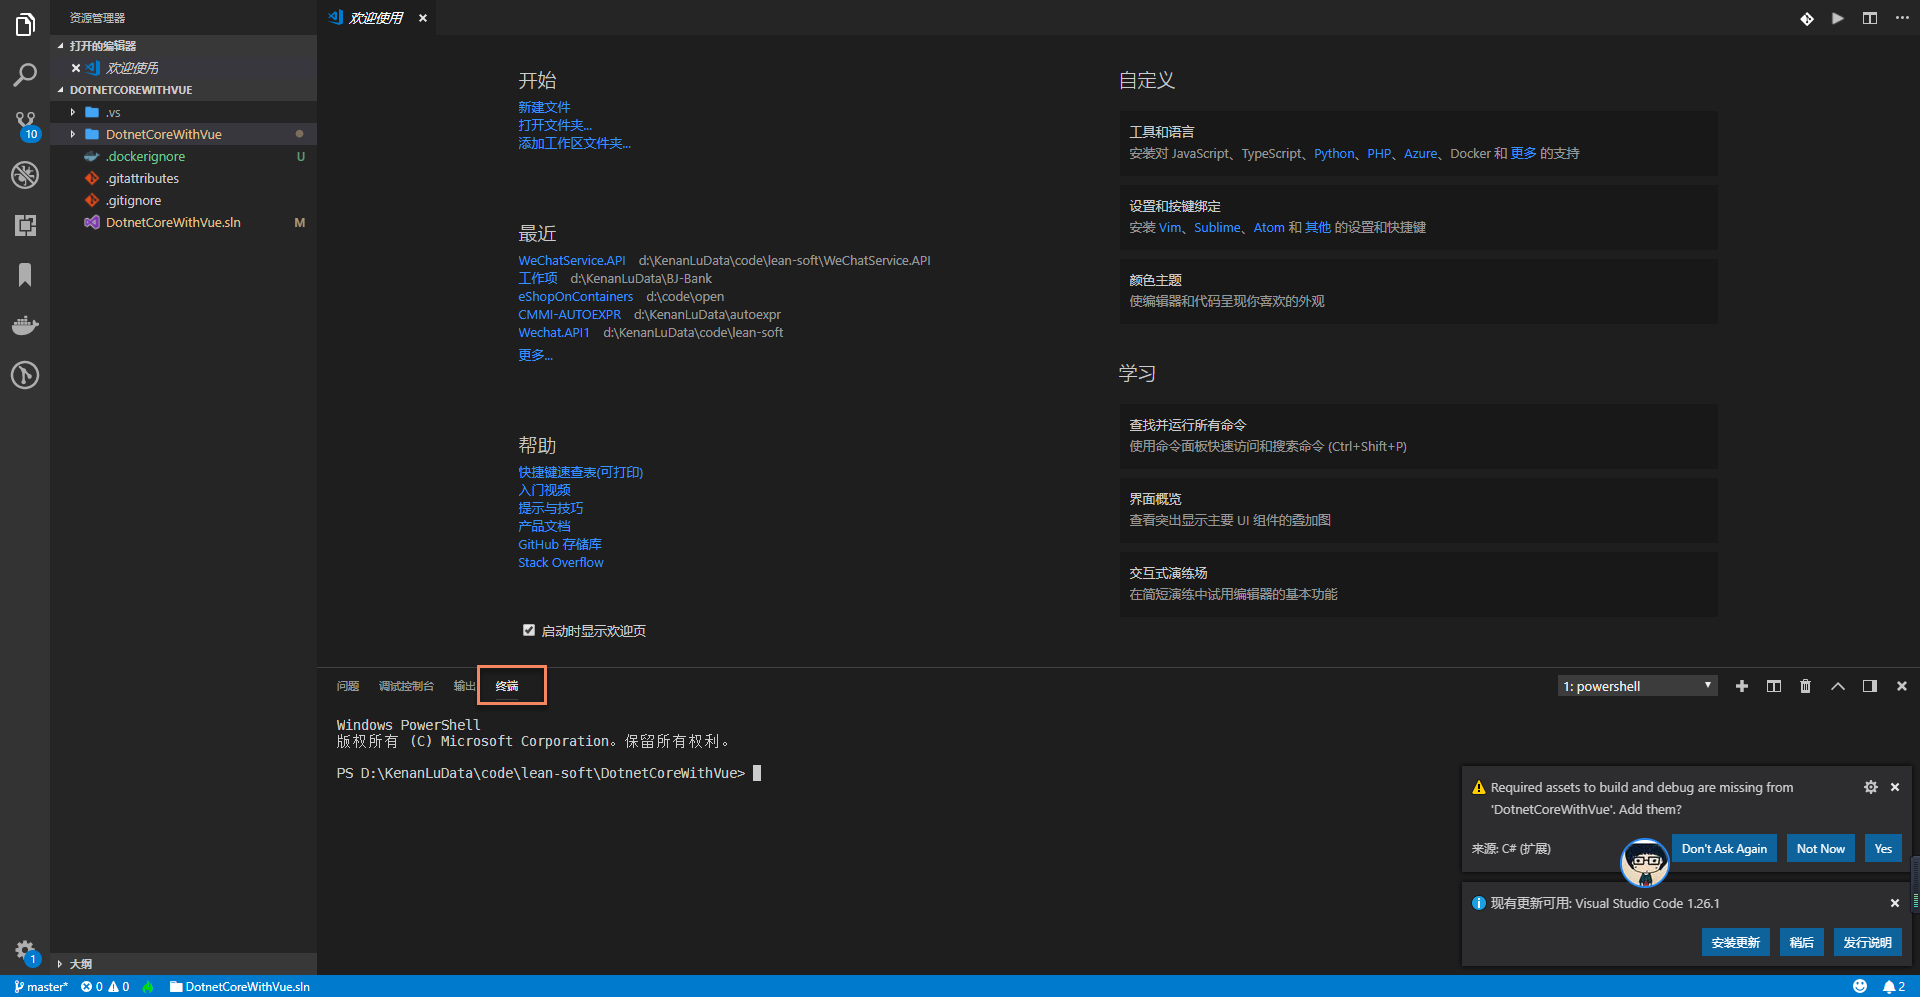 资源管理器
打开的编辑器
欢迎使用
DOTNETCOREWITHVUE
.vs
DotnetCoreWithVue
.dockerignore U
.gitattributes
.gitignore
DotnetCoreWithVue.sln M
大纲
10
1
欢迎使用
开始
新建文件
打开文件夹...
添加工作区文件夹...
最近
WeChatService.API d:\KenanLuData\code\lean-soft\WeChatService.API
工作项 d:\KenanLuData\BJ-Bank
eShopOnContainers d:\code\open
CMMI-AUTOEXPR d:\KenanLuData\autoexpr
Wechat.API1 d:\KenanLuData\code\lean-soft
更多...
帮助
快捷键速查表(可打印)
入门视频
提示与技巧
产品文档
GitHub 存储库
Stack Overflow
启动时显示欢迎页
自定义
工具和语言
安装对 JavaScript、TypeScript、Python、PHP、Azure、Docker 和 更多 的支持
设置和按键绑定
安装 Vim、Sublime、Atom 和 其他 的设置和快捷键
颜色主题
使编辑器和代码呈现你喜欢的外观
学习
查找并运行所有命令
使用命令面板快速访问和搜索命令 (Ctrl+Shift+P)
界面概览
查看突出显示主要 UI 组件的叠加图
交互式演练场
在简短演练中试用编辑器的基本功能
问题 调试控制台 输出 终端
1: powershell
Windows PowerShell
版权所有 (C) Microsoft Corporation。保留所有权利。
PS D:\KenanLuData\code\lean-soft\DotnetCoreWithVue>
Required assets to build and debug are missing from
'DotnetCoreWithVue'. Add them?
来源: C# (扩展)
Don't Ask Again Not Now Yes
现有更新可用: Visual Studio Code 1.26.1
安装更新 稍后 发行说明
master* 0 0 DotnetCoreWithVue.sln 2